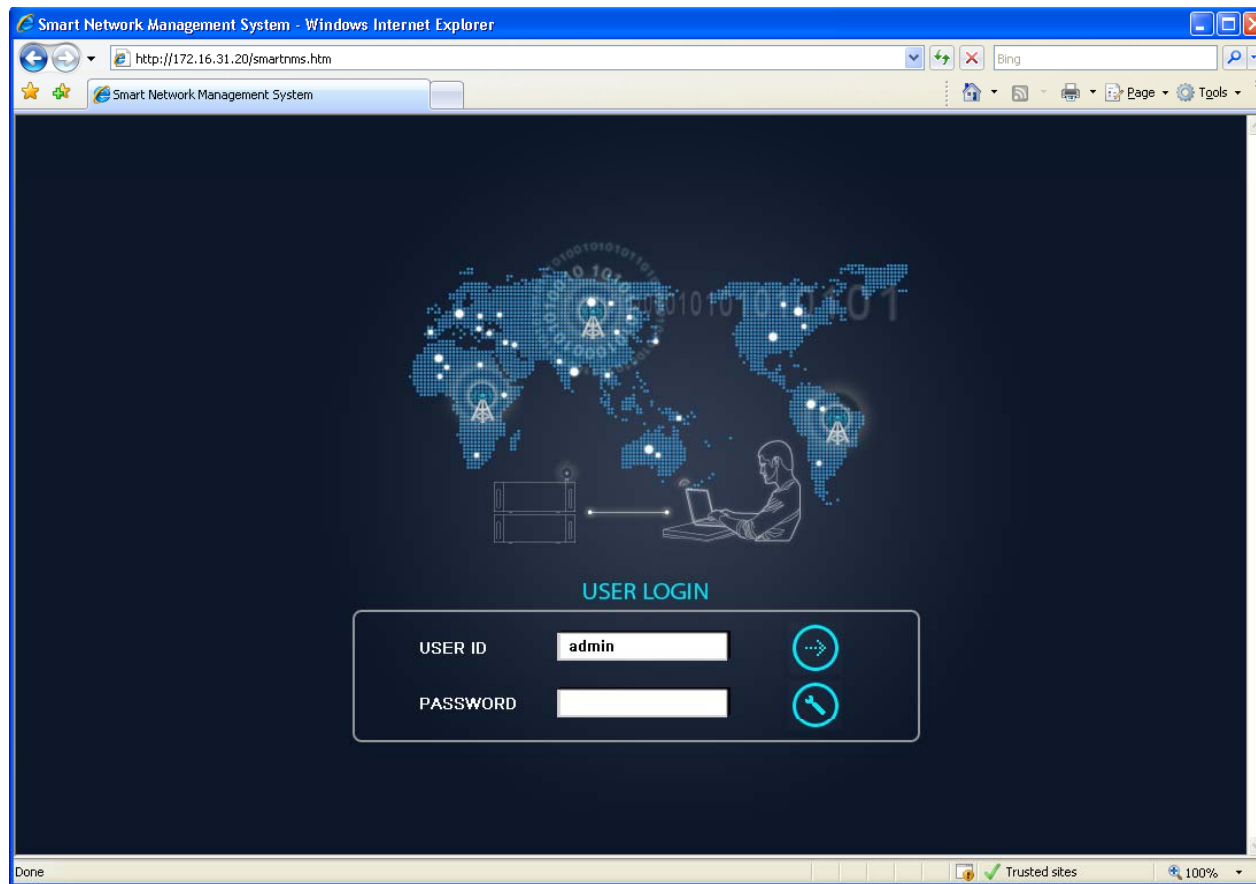 Smart Network Management System - Windows Internet Explorer
http://172.16.31.20/smartnms.htm
Bing
Smart Network Management System
Page
Tools
USER LOGIN
USER ID
admin
PASSWORD
Done
Trusted sites
100%